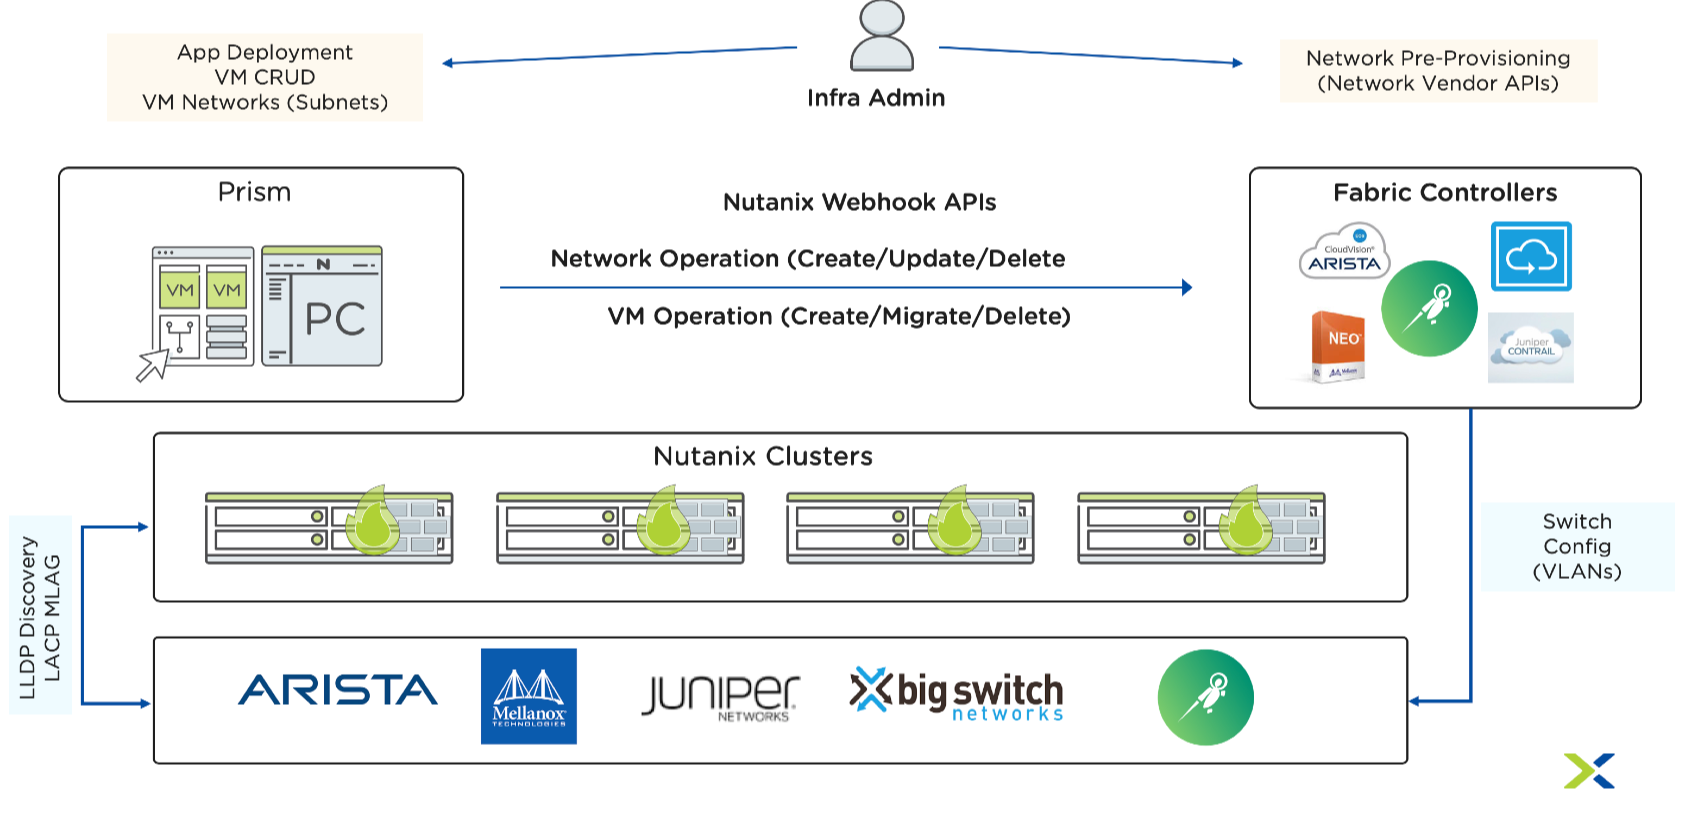 App Deployment
VM CRUD
VM Networks (Subnets)
Infra Admin
Network Pre-Provisioning
(Network Vendor APIs)
Prism
VM VM
N
PC
Nutanix Webhook APIs
Network Operation (Create/Update/Delete
VM Operation (Create/Migrate/Delete)
Fabric Controllers
CloudVision®
ARISTA
NEO™
Mellanox
Juniper
CONTRAIL
Nutanix Clusters
LLDP Discovery
LACP MLAG
Switch
Config
(VLANs)
ARISTA
Mellanox
TECHNOLOGIES
JUNIPEr
NETWORKS
big switch
networks